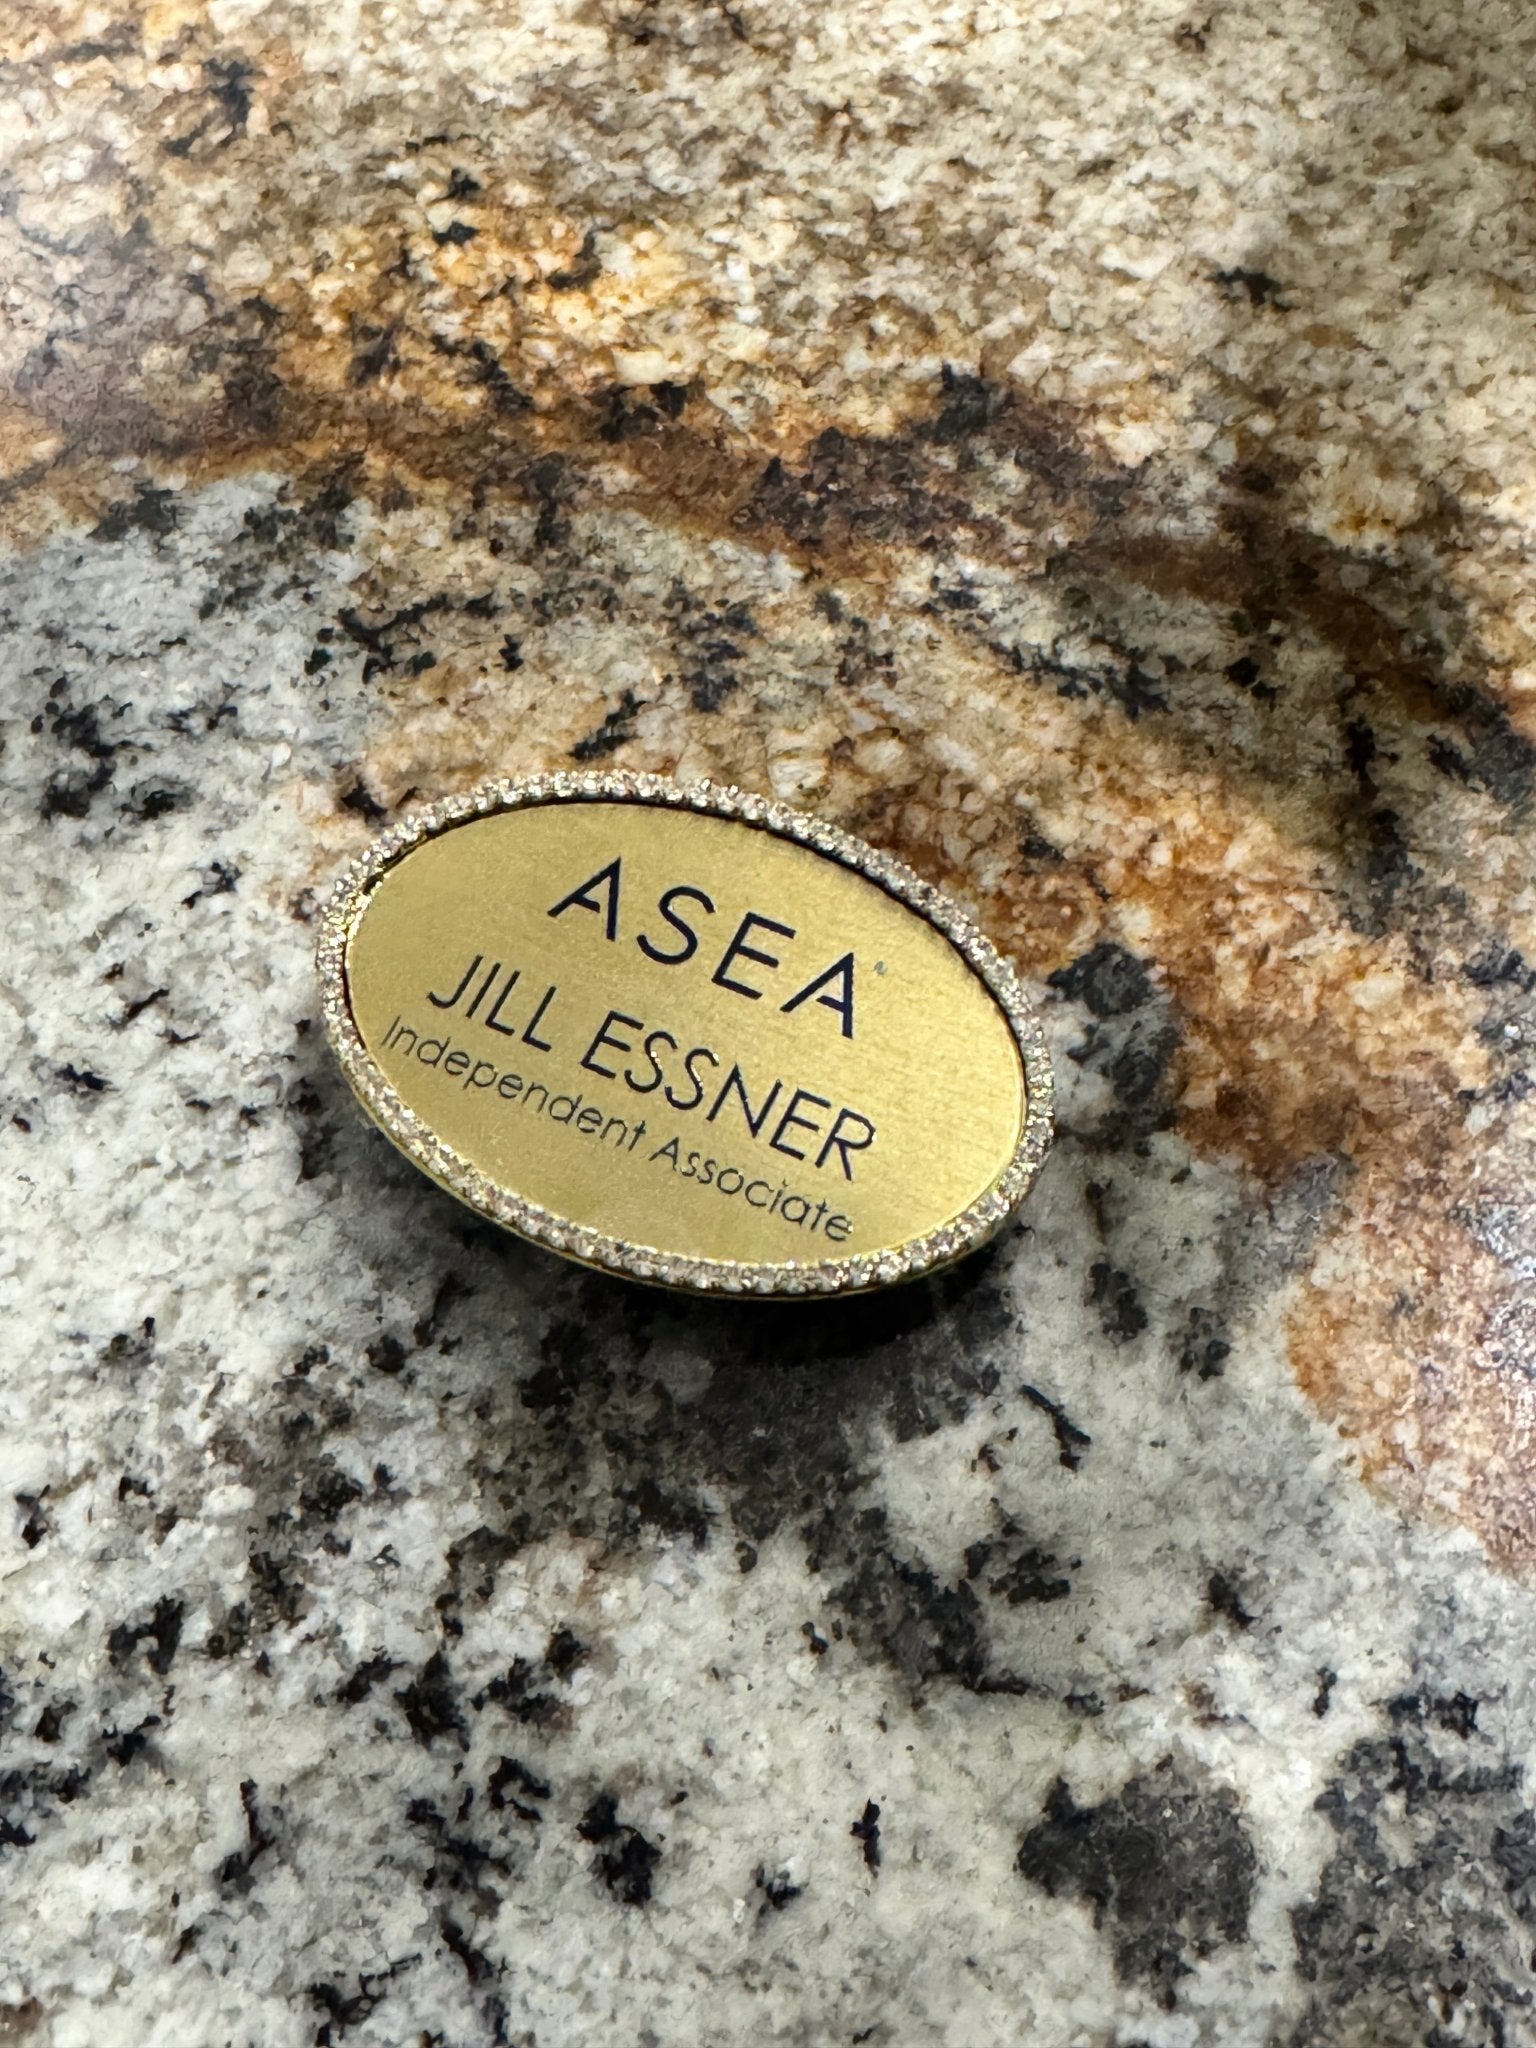 ASEA
JILL ESSNER
Independent Associate